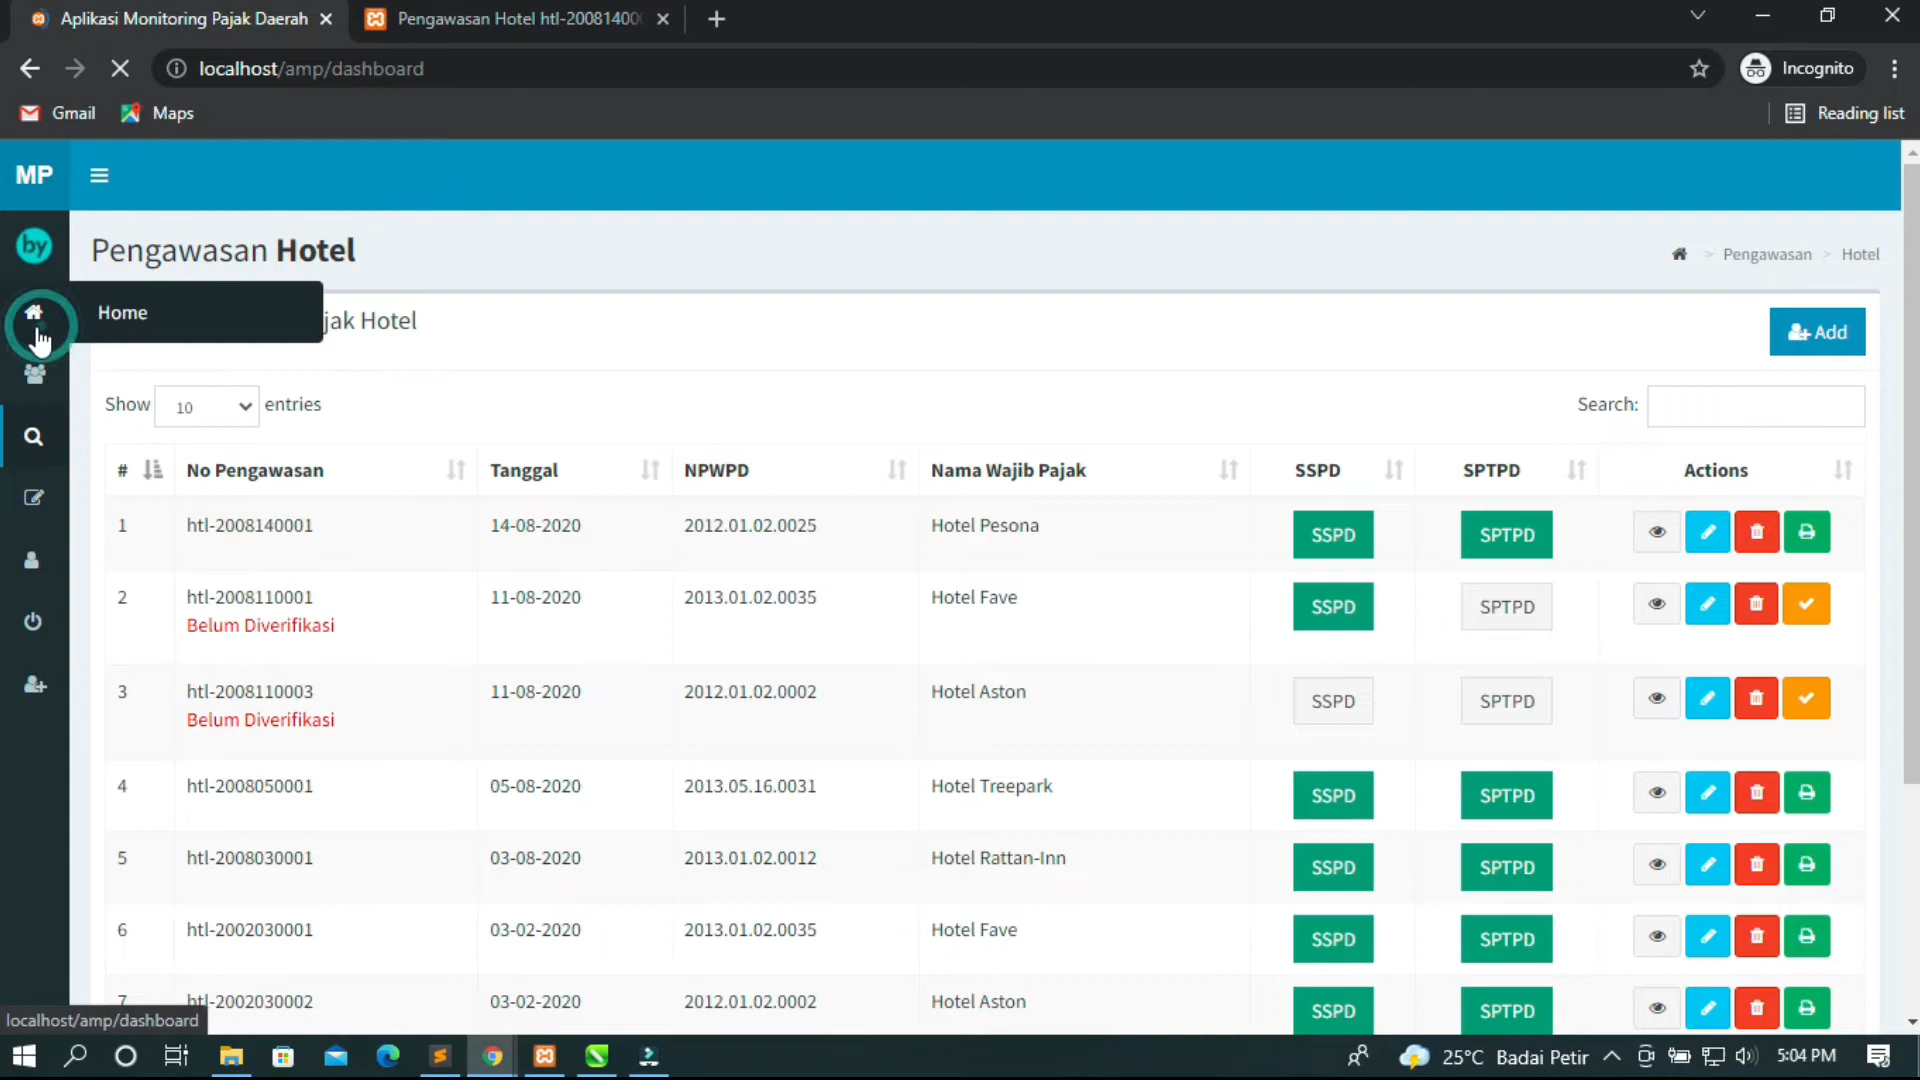 Aplikasi Monitoring Pajak Daerah
Pengawasan Hotel htl-20081400
localhost/amp/dashboard
Incognito
Gmail
Maps
Reading list
MP
by
Pengawasan Hotel
Pengawasan > Hotel
Home
jak Hotel
Add
Show 10 entries
Search:
# No Pengawasan Tanggal NPWPD Nama Wajib Pajak SSPD SPTPD Actions
1 htl-2008140001 14-08-2020 2012.01.02.0025 Hotel Pesona SSPD SPTPD
2 htl-2008110001 11-08-2020 2013.01.02.0035 Hotel Fave SSPD SPTPD
Belum Diverifikasi
3 htl-2008110003 11-08-2020 2012.01.02.0002 Hotel Aston SSPD SPTPD
Belum Diverifikasi
4 htl-2008050001 05-08-2020 2013.05.16.0031 Hotel Treepark SSPD SPTPD
5 htl-2008030001 03-08-2020 2013.01.02.0012 Hotel Rattan-Inn SSPD SPTPD
6 htl-2002030001 03-02-2020 2013.01.02.0035 Hotel Fave SSPD SPTPD
7 htl-2002030002 03-02-2020 2012.01.02.0002 Hotel Aston SSPD SPTPD
localhost/amp/dashboard
25°C Badai Petir
5:04 PM